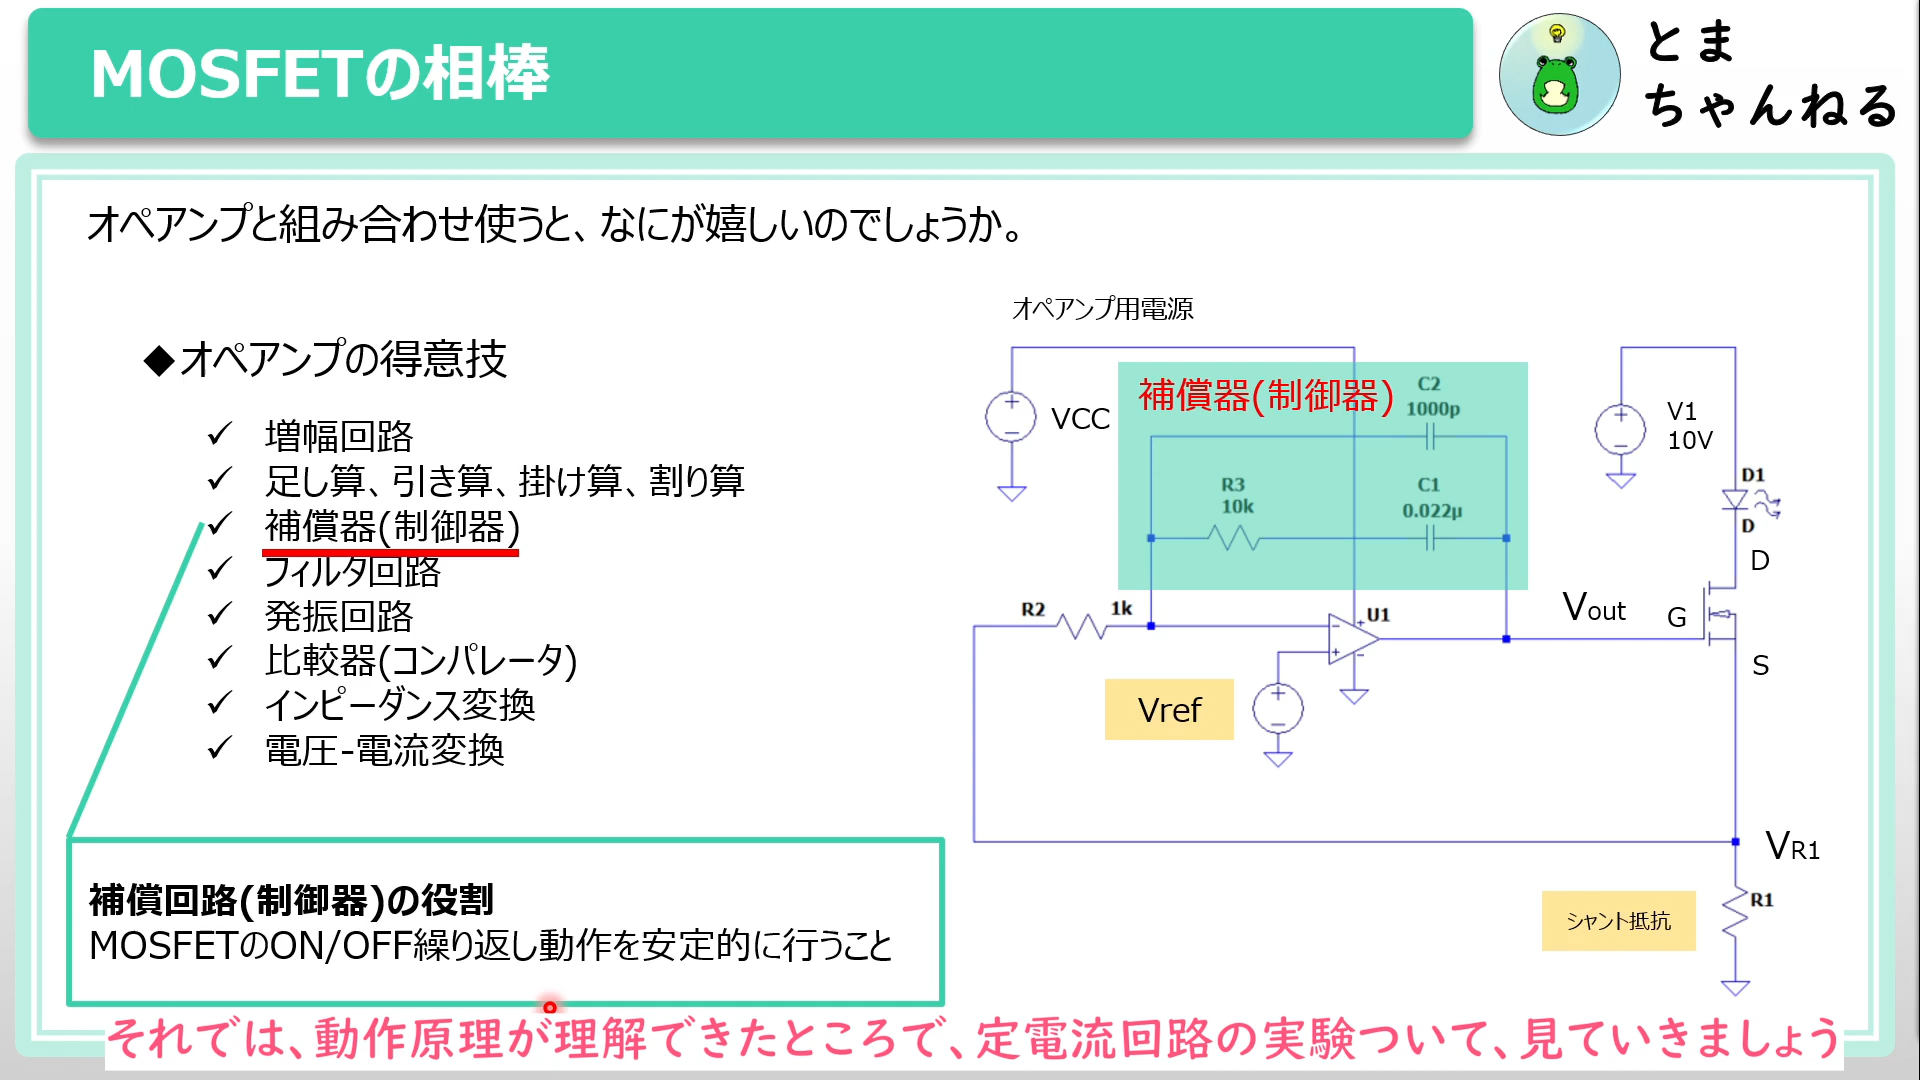 MOSFETの相棒
とま
ちゃんねる
オペアンプと組み合わせ使うと、なにが嬉しいのでしょうか。
◆オペアンプの得意技
✓ 増幅回路
✓ 足し算、引き算、掛け算、割り算
✓ 補償器(制御器)
✓ フィルタ回路
✓ 発振回路
✓ 比較器(コンパレータ)
✓ インピーダンス変換
✓ 電圧-電流変換
補償回路(制御器)の役割
MOSFETのON/OFF繰り返し動作を安定的に行うこと
オペアンプ用電源
VCC
補償器(制御器)
C2
1000p
R3
10k
C1
0.022µ
R2
1k
U1
Vref
Vout
V1
10V
D1
D
D
G
S
VR1
R1
シャント抵抗
それでは、動作原理が理解できたところで、定電流回路の実験ついて、見ていきましょう